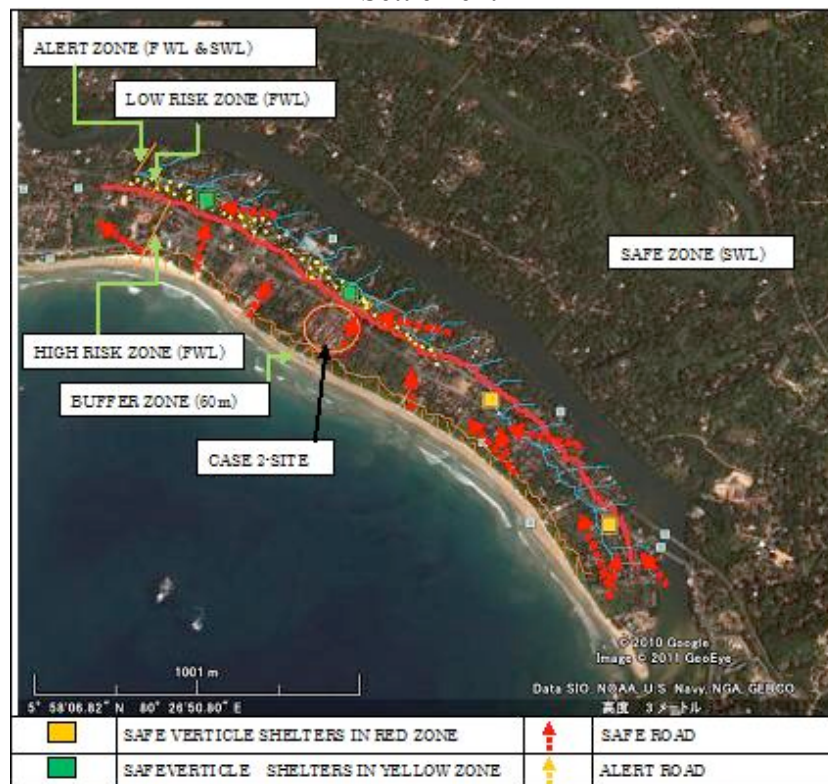 ALERT ZONE (F WL & SWL)
LOW RISK ZONE (FWL)
SAFE ZONE (SWL)
HIGH RISK ZONE (FWL)
BUFFER ZONE (60m)
CASE 2-SITE
© 2010 Google
Image © 2011 GeoEye
1001 m
Data SIO, NOAA, U.S. Navy, NGA, GEBCO
5° 58'06.82" N 80° 26'50.80" E
高度 3 メートル
SAFE VERTICLE SHELTERS IN RED ZONE
SAFE ROAD
SAFEVERTICLE SHELTERS IN YELLOW ZONE
ALERT ROAD